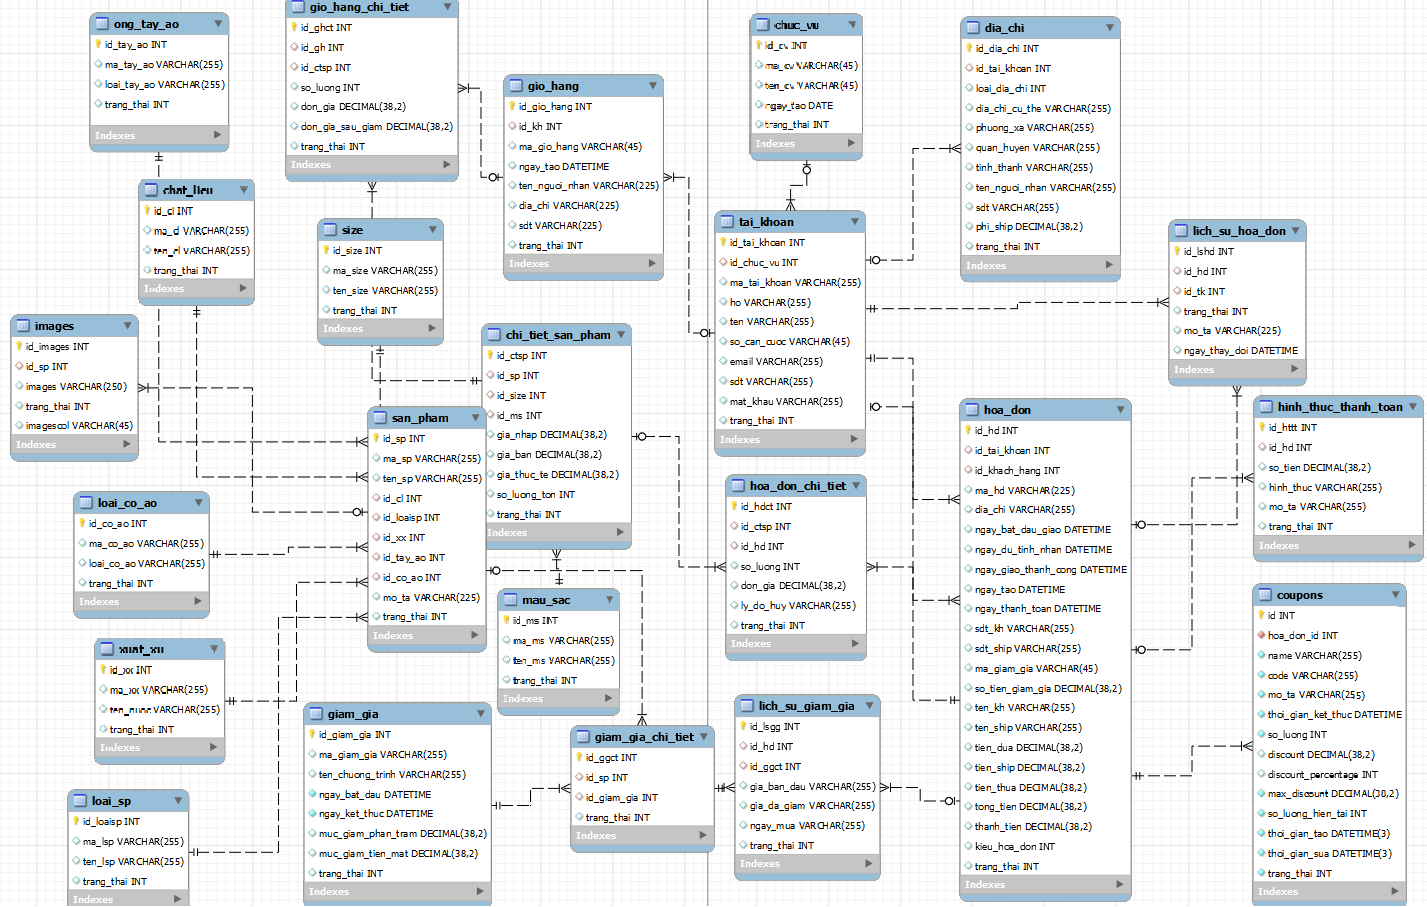 ong_tay_ao
id_tay_ao INT
ma_tay_ao VARCHAR(255)
loai_tay_ao VARCHAR(255)
trang_thai INT
Indexes
gio_hang_chi_tiet
id_ghct INT
id_gh INT
id_ctsp INT
so_luong INT
don_gia DECIMAL(38,2)
don_gia_sau_giam DECIMAL(38,2)
trang_thai INT
Indexes
gio_hang
id_gio_hang INT
id_kh INT
ma_gio_hang VARCHAR(45)
ngay_tao DATETIME
ten_nguoi_nhan VARCHAR(225)
dia_chi VARCHAR(225)
sdt VARCHAR(225)
trang_thai INT
Indexes
chuc_vu
id_cv INT
ma_cv VARCHAR(45)
ten_cv VARCHAR(45)
ngay_tao DATE
trang_thai INT
Indexes
dia_chi
id_dia_chi INT
id_tai_khoan INT
loai_dia_chi INT
dia_chi_cu_the VARCHAR(255)
phuong_xa VARCHAR(255)
quan_huyen VARCHAR(255)
tinh_thanh VARCHAR(255)
ten_nguoi_nhan VARCHAR(255)
sdt VARCHAR(255)
phi_ship DECIMAL(38,2)
trang_thai INT
Indexes
chat_lieu
id_cl INT
ma_cl VARCHAR(255)
ten_cl VARCHAR(255)
trang_thai INT
Indexes
size
id_size INT
ma_size VARCHAR(255)
ten_size VARCHAR(255)
trang_thai INT
Indexes
tai_khoan
id_tai_khoan INT
id_chuc_vu INT
ma_tai_khoan VARCHAR(255)
ho VARCHAR(255)
ten VARCHAR(255)
so_can_cuoc VARCHAR(45)
email VARCHAR(255)
sdt VARCHAR(255)
mat_khau VARCHAR(255)
trang_thai INT
Indexes
lich_su_hoa_don
id_lshd INT
id_hd INT
id_tk INT
trang_thai INT
mo_ta VARCHAR(225)
ngay_thay_doi DATETIME
Indexes
images
id_images INT
id_sp INT
images VARCHAR(250)
trang_thai INT
imagescol VARCHAR(45)
Indexes
chi_tiet_san_pham
id_ctsp INT
id_sp INT
id_size INT
id_ms INT
gia_nhap DECIMAL(38,2)
gia_ban DECIMAL(38,2)
gia_thuc_te DECIMAL(38,2)
so_luong_ton INT
trang_thai INT
Indexes
san_pham
id_sp INT
ma_sp VARCHAR(255)
ten_sp VARCHAR(255)
id_cl INT
id_loaisp INT
id_xx INT
id_tay_ao INT
id_co_ao INT
mo_ta VARCHAR(225)
trang_thai INT
Indexes
hoa_don
id_hd INT
id_tai_khoan INT
id_khach_hang INT
ma_hd VARCHAR(225)
dia_chi VARCHAR(255)
ngay_bat_dau_giao DATETIME
ngay_du_tinh_nhan DATETIME
ngay_giao_thanh_cong DATETIME
ngay_tao DATETIME
ngay_thanh_toan DATETIME
sdt_kh VARCHAR(255)
sdt_ship VARCHAR(255)
ma_giam_gia VARCHAR(45)
so_tien_giam_gia DECIMAL(38,2)
ten_kh VARCHAR(255)
ten_ship VARCHAR(255)
tien_dua DECIMAL(38,2)
tien_ship DECIMAL(38,2)
tien_thua DECIMAL(38,2)
tong_tien DECIMAL(38,2)
thanh_tien DECIMAL(38,2)
kieu_hoa_don INT
trang_thai INT
Indexes
hinh_thuc_thanh_toan
id_httt INT
id_hd INT
so_tien DECIMAL(38,2)
hinh_thuc VARCHAR(255)
mo_ta VARCHAR(255)
trang_thai INT
Indexes
loai_co_ao
id_co_ao INT
ma_co_ao VARCHAR(255)
loai_co_ao VARCHAR(255)
trang_thai INT
Indexes
hoa_don_chi_tiet
id_hdct INT
id_ctsp INT
id_hd INT
so_luong INT
don_gia DECIMAL(38,2)
ly_do_huy VARCHAR(255)
trang_thai INT
Indexes
mau_sac
id_ms INT
ma_ms VARCHAR(255)
ten_ms VARCHAR(255)
trang_thai INT
Indexes
coupons
id INT
hoa_don_id INT
name VARCHAR(255)
code VARCHAR(255)
mo_ta VARCHAR(255)
thoi_gian_ket_thuc DATETIME
so_luong INT
discount DECIMAL(38,2)
discount_percentage INT
max_discount DECIMAL(38,2)
so_luong_hien_tai INT
thoi_gian_tao DATETIME(3)
thoi_gian_sua DATETIME(3)
trang_thai INT
Indexes
xuat_xu
id_xx INT
ma_xx VARCHAR(255)
ten_nuoc VARCHAR(255)
trang_thai INT
Indexes
giam_gia
id_giam_gia INT
ma_giam_gia VARCHAR(255)
ten_chuong_trinh VARCHAR(255)
ngay_bat_dau DATETIME
ngay_ket_thuc DATETIME
muc_giam_phan_tram DECIMAL(38,2)
muc_giam_tien_mat DECIMAL(38,2)
trang_thai INT
Indexes
giam_gia_chi_tiet
id_ggct INT
id_sp INT
id_giam_gia INT
trang_thai INT
Indexes
lich_su_giam_gia
id_lsgg INT
id_hd INT
id_ggct INT
gia_ban_dau VARCHAR(255)
gia_da_giam VARCHAR(255)
ngay_mua VARCHAR(255)
trang_thai INT
Indexes
loai_sp
id_loaisp INT
ma_lsp VARCHAR(255)
ten_lsp VARCHAR(255)
trang_thai INT
Indexes